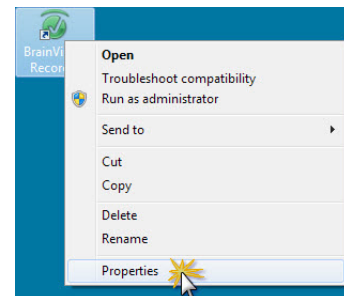 BrainVi
Recor
Open
Troubleshoot compatibility
Run as administrator
Send to
Cut
Copy
Delete
Rename
Properties